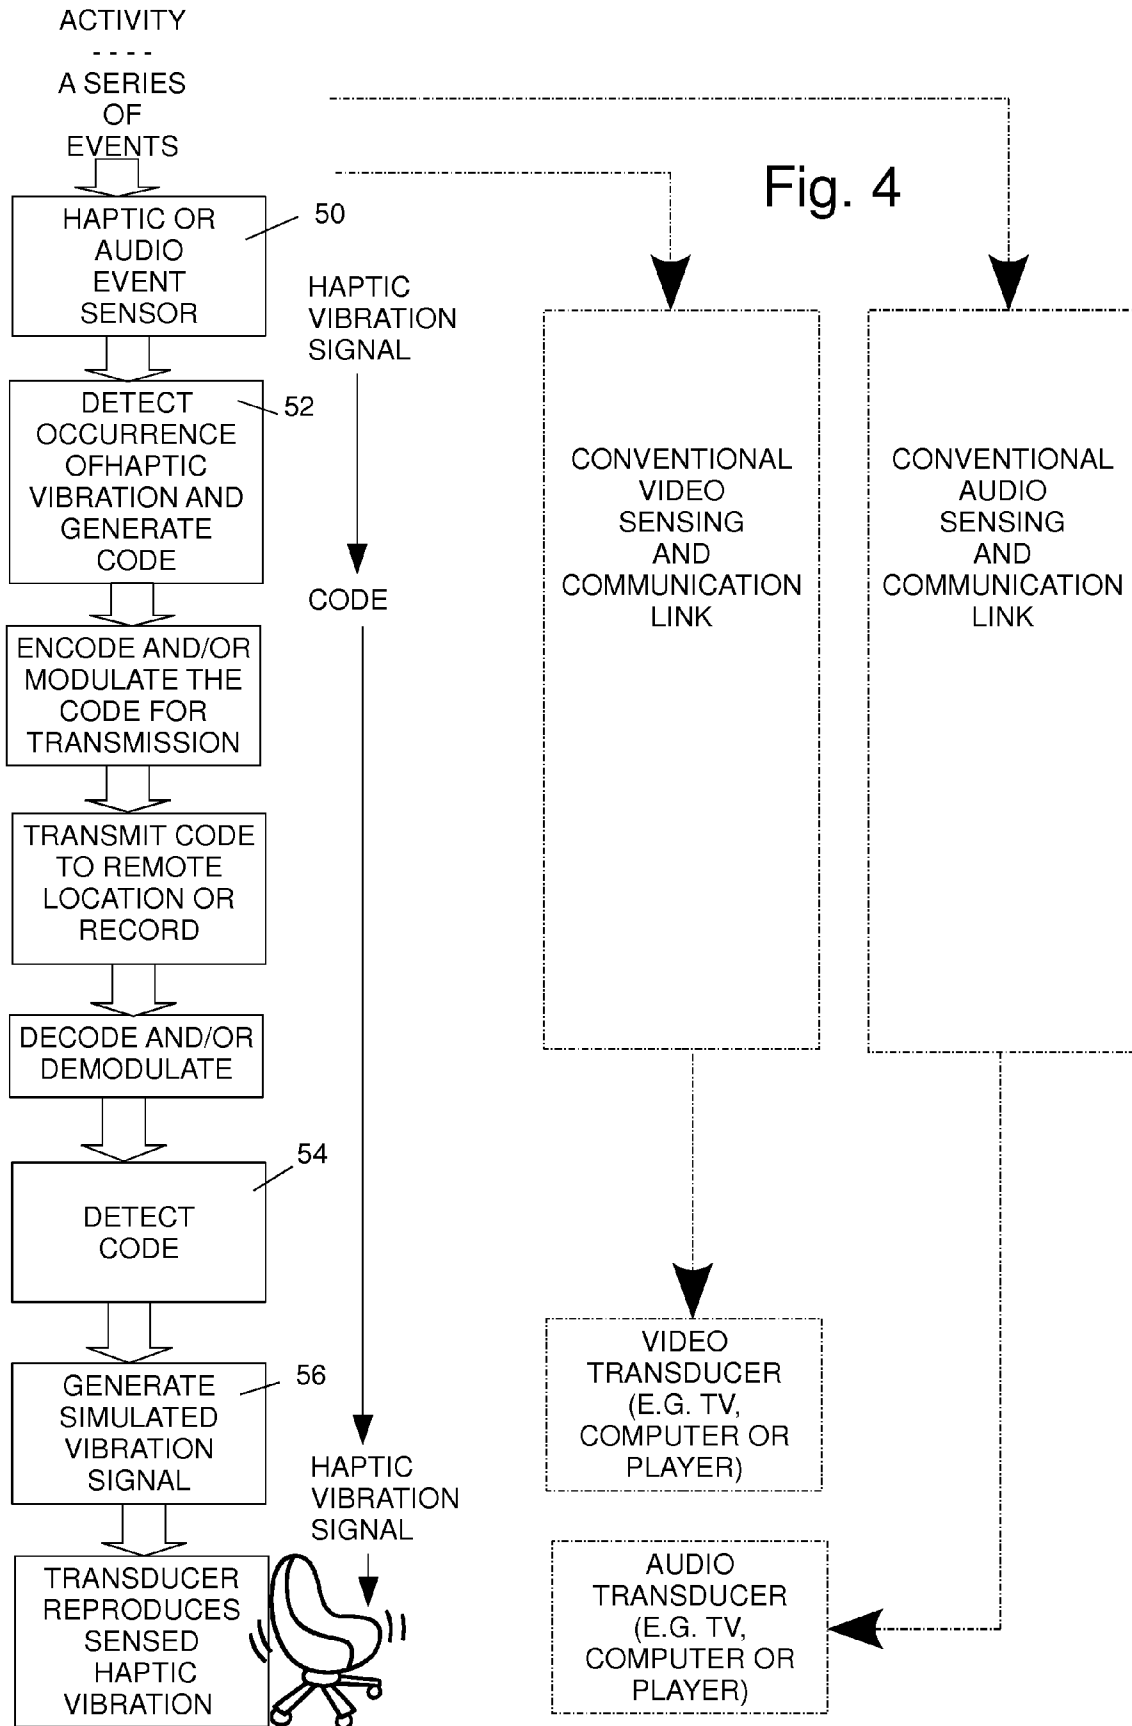 ACTIVITY
- - - -
A SERIES
OF
EVENTS
Fig. 4
HAPTIC OR
AUDIO
EVENT
SENSOR
50
HAPTIC
VIBRATION
SIGNAL
DETECT
OCCURRENCE
OFHAPTIC
VIBRATION AND
GENERATE
CODE
52
CODE
ENCODE AND/OR
MODULATE THE
CODE FOR
TRANSMISSION
TRANSMIT CODE
TO REMOTE
LOCATION OR
RECORD
DECODE AND/OR
DEMODULATE
54
DETECT
CODE
GENERATE
SIMULATED
VIBRATION
SIGNAL
56
HAPTIC
VIBRATION
SIGNAL
TRANSDUCER
REPRODUCES
SENSED
HAPTIC
VIBRATION
CONVENTIONAL
VIDEO
SENSING
AND
COMMUNICATION
LINK
CONVENTIONAL
AUDIO
SENSING
AND
COMMUNICATION
LINK
VIDEO
TRANSDUCER
(E.G. TV,
COMPUTER OR
PLAYER)
AUDIO
TRANSDUCER
(E.G. TV,
COMPUTER OR
PLAYER)